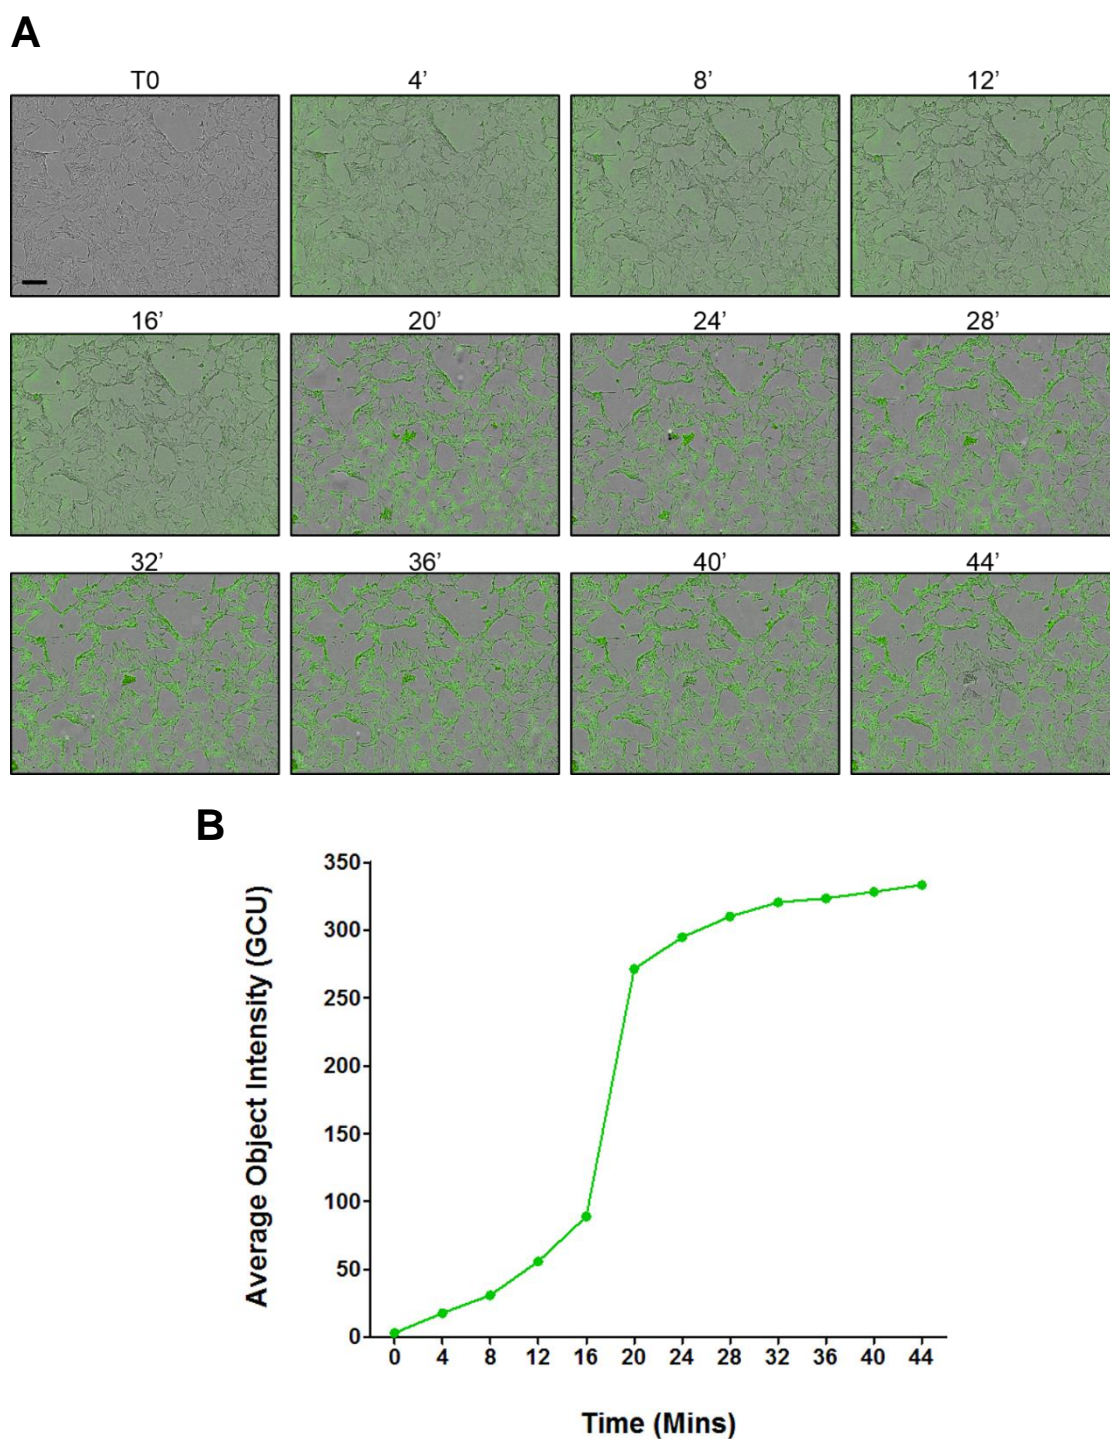 A
T0 4’ 8’ 12’
16’ 20’ 24’ 28’
32’ 36’ 40’ 44’
B
Average Object Intensity (GCU)
350
300
250
200
150
100
50
0
0 4 8 12 16 20 24 28 32 36 40 44
Time (Mins)